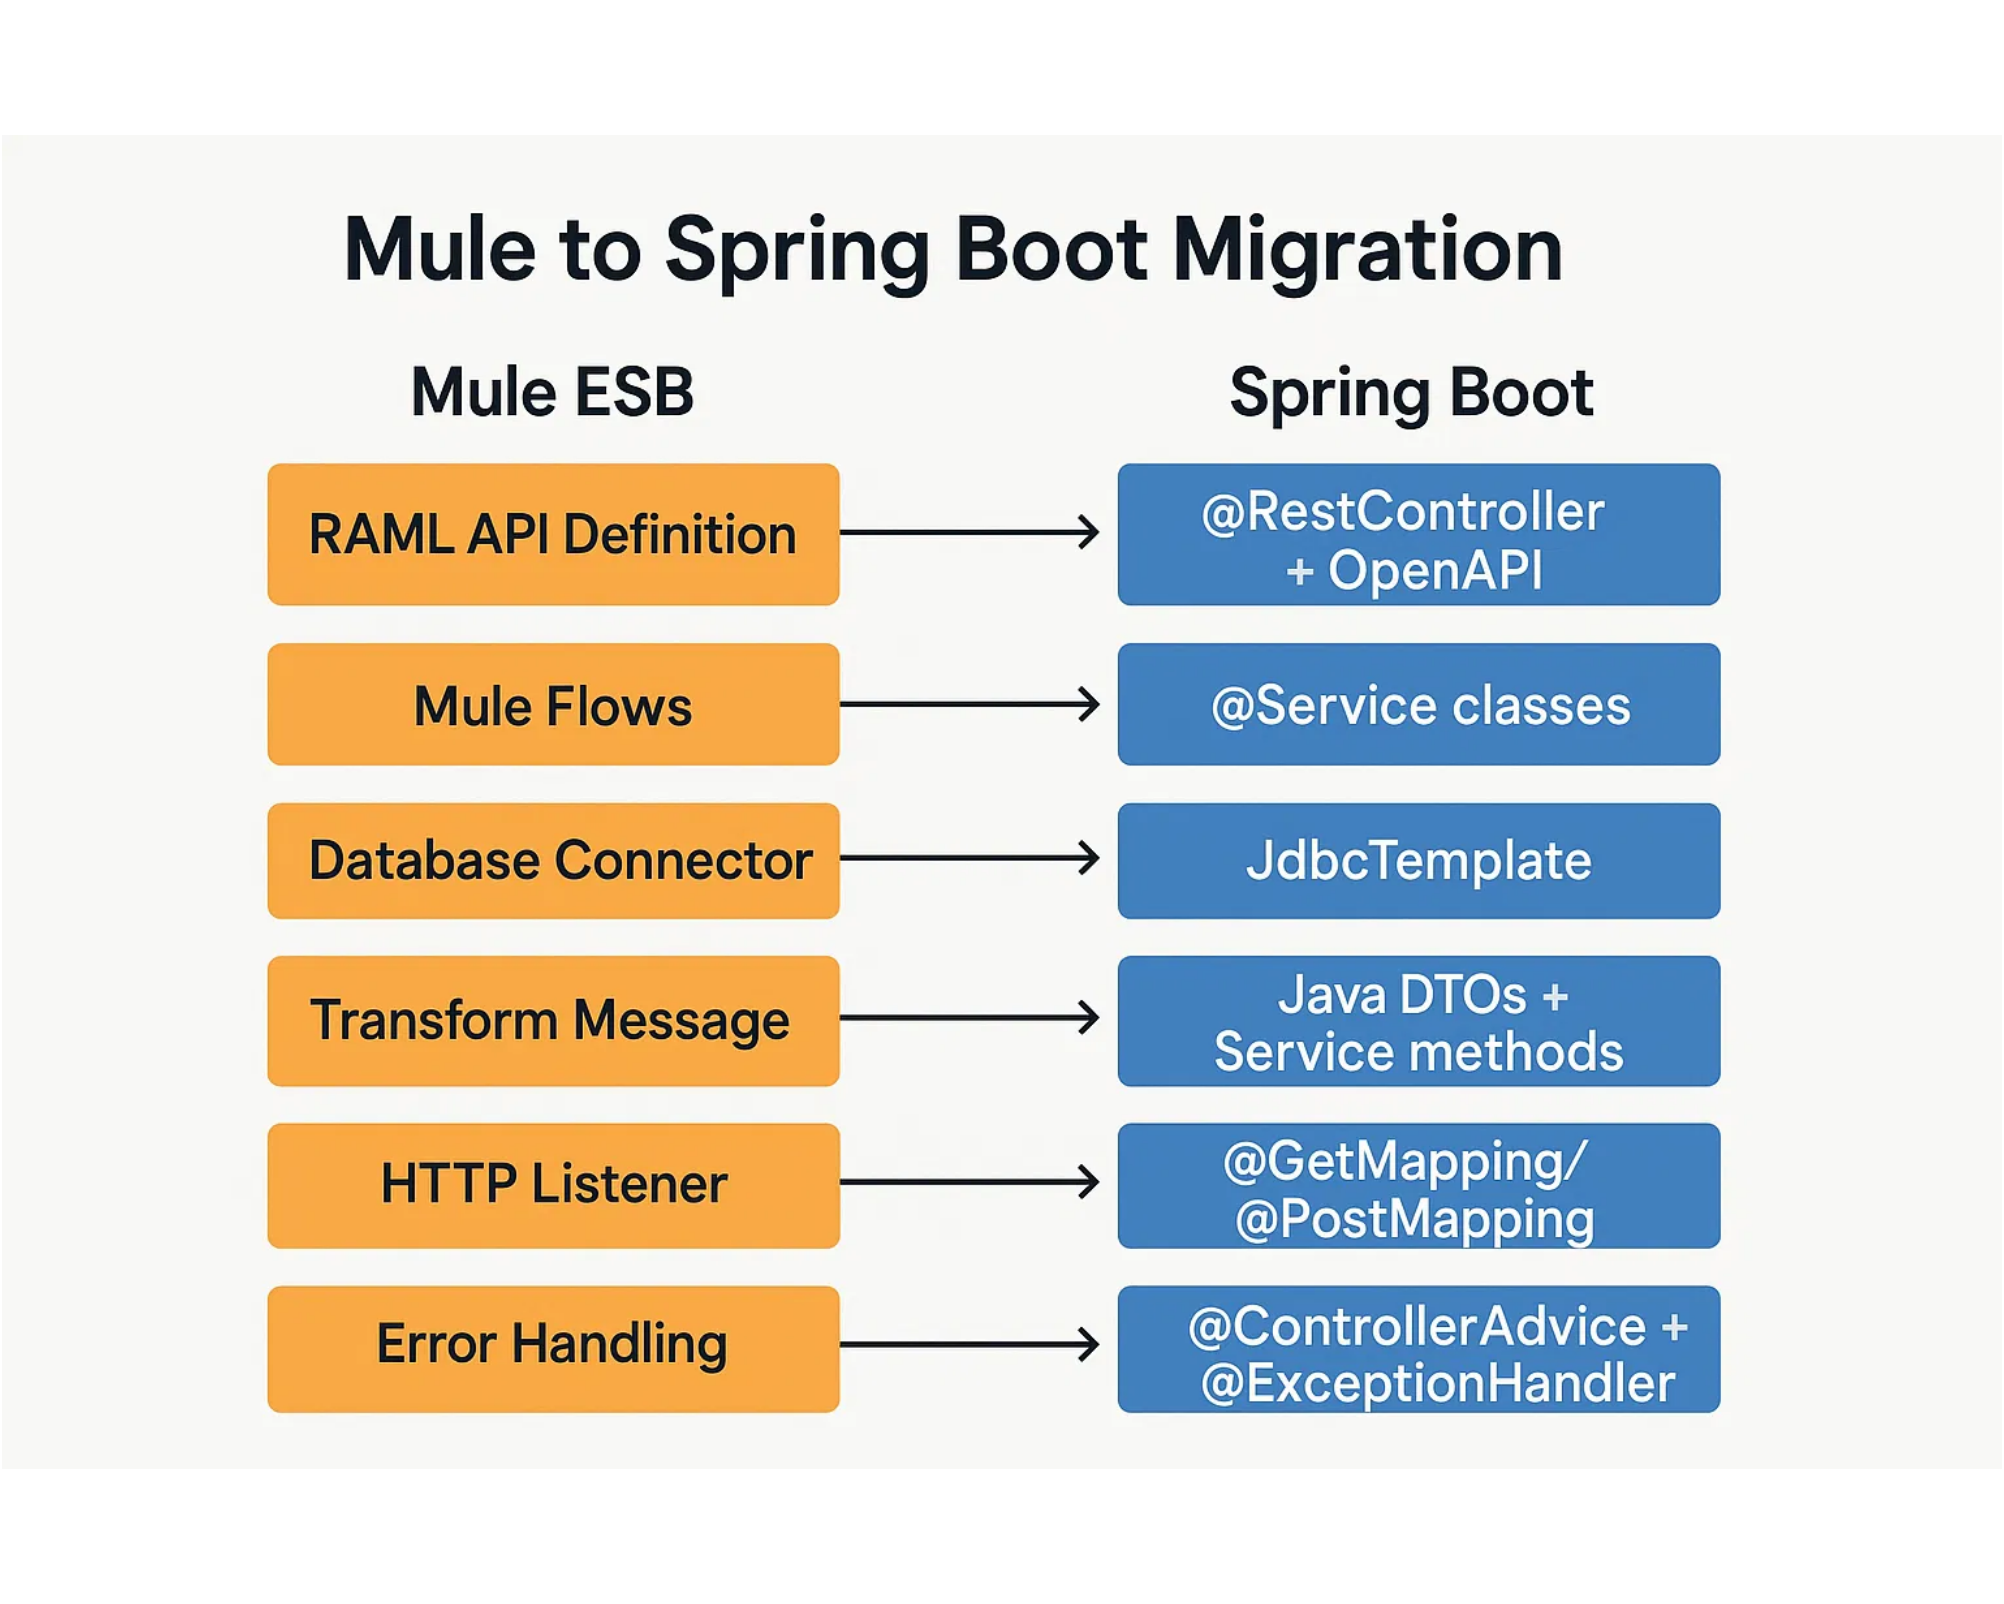 Mule to Spring Boot Migration
Mule ESB
Spring Boot
RAML API Definition
@RestController
+ OpenAPI
Mule Flows
@Service classes
Database Connector
JdbcTemplate
Transform Message
Java DTOs +
Service methods
HTTP Listener
@GetMapping/
@PostMapping
Error Handling
@ControllerAdvice +
@ExceptionHandler